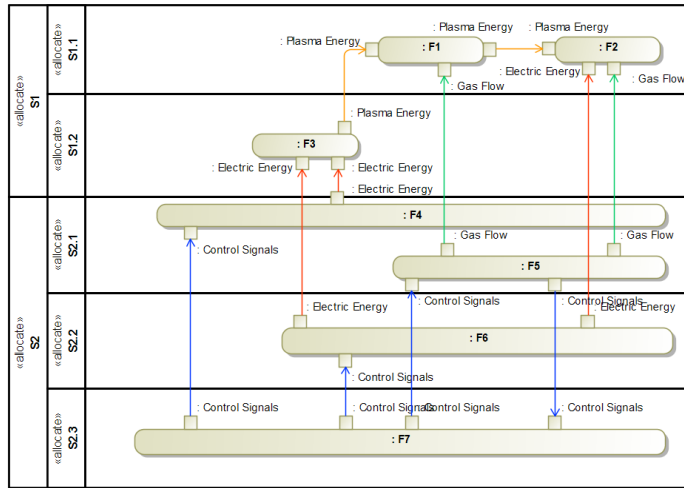 «allocate»
S1
«allocate»
S1.1
: Plasma Energy
: F1
: Plasma Energy
: Plasma Energy
: F2
: Electric Energy
: Gas Flow
: Gas Flow
«allocate»
S1.2
: Plasma Energy
: F3
: Electric Energy
: Electric Energy
: Electric Energy
«allocate»
S2
«allocate»
S2.1
: F4
: Control Signals
: Gas Flow
: Gas Flow
: F5
: Control Signals
: Control Signals
«allocate»
S2.2
: Electric Energy
: Electric Energy
: F6
: Control Signals
«allocate»
S2.3
: Control Signals
: Control Signals
: Control Signals
: Control Signals
: F7